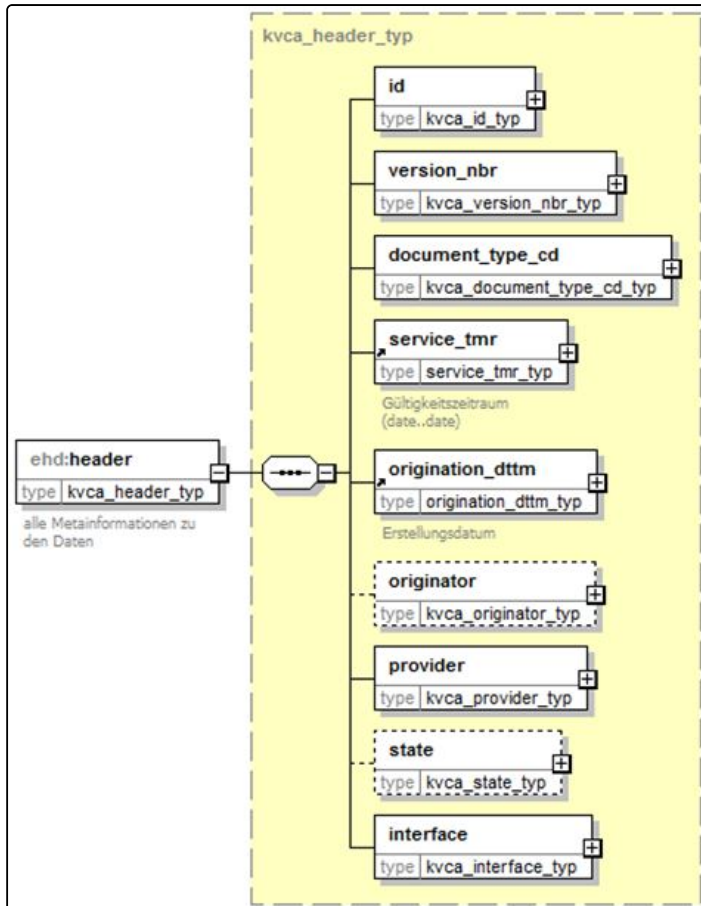 kvca_header_typ
id
type kvca_id_typ
version_nbr
type kvca_version_nbr_typ
document_type_cd
type kvca_document_type_cd_typ
service_tmr
type service_tmr_typ
Gültigkeitszeitraum
(date..date)
ehd:header
type kvca_header_typ
alle Metainformationen zu
den Daten
origination_dttm
type origination_dttm_typ
Erstellungsdatum
originator
type kvca_originator_typ
provider
type kvca_provider_typ
state
type kvca_state_typ
interface
type kvca_interface_typ